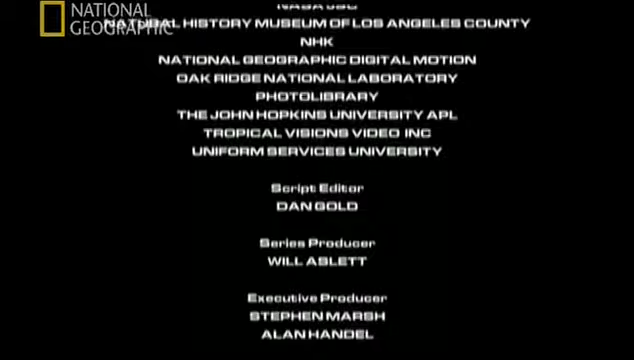 NATIONAL
GEOGRAPHIC
NASA JSC
NATURAL HISTORY MUSEUM OF LOS ANGELES COUNTY
NHK
NATIONAL GEOGRAPHIC DIGITAL MOTION
OAK RIDGE NATIONAL LABORATORY
PHOTOLIBRARY
THE JOHN HOPKINS UNIVERSITY APL
TROPICAL VISIONS VIDEO INC
UNIFORM SERVICES UNIVERSITY
Script Editor
DAN GOLD
Series Producer
WILL ASLETT
Executive Producer
STEPHEN MARSH
ALAN HANDEL